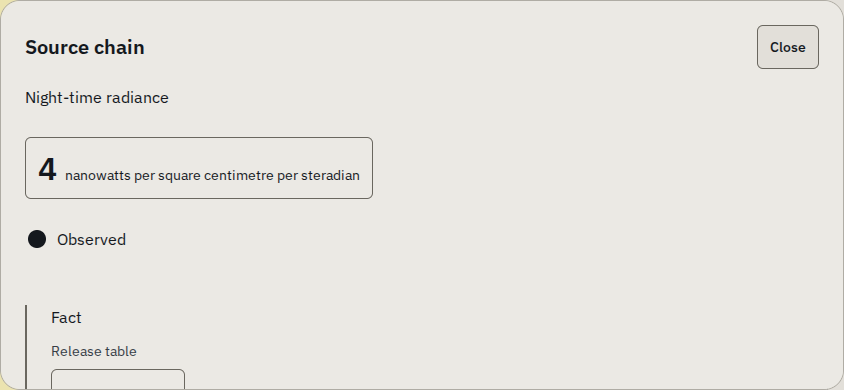 Source chain
Close
Night-time radiance
4 nanowatts per square centimetre per steradian
Observed
Fact
Release table